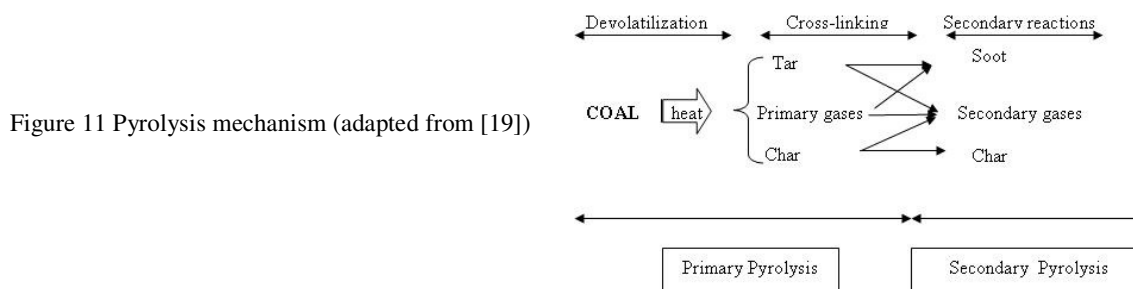 Devolatilization Cross-linking Secondary reactions
Tar Soot
Figure 11 Pyrolysis mechanism (adapted from [19]) COAL heat Primary gases Secondary gases
Char Char
Primary Pyrolysis Secondary Pyrolysis